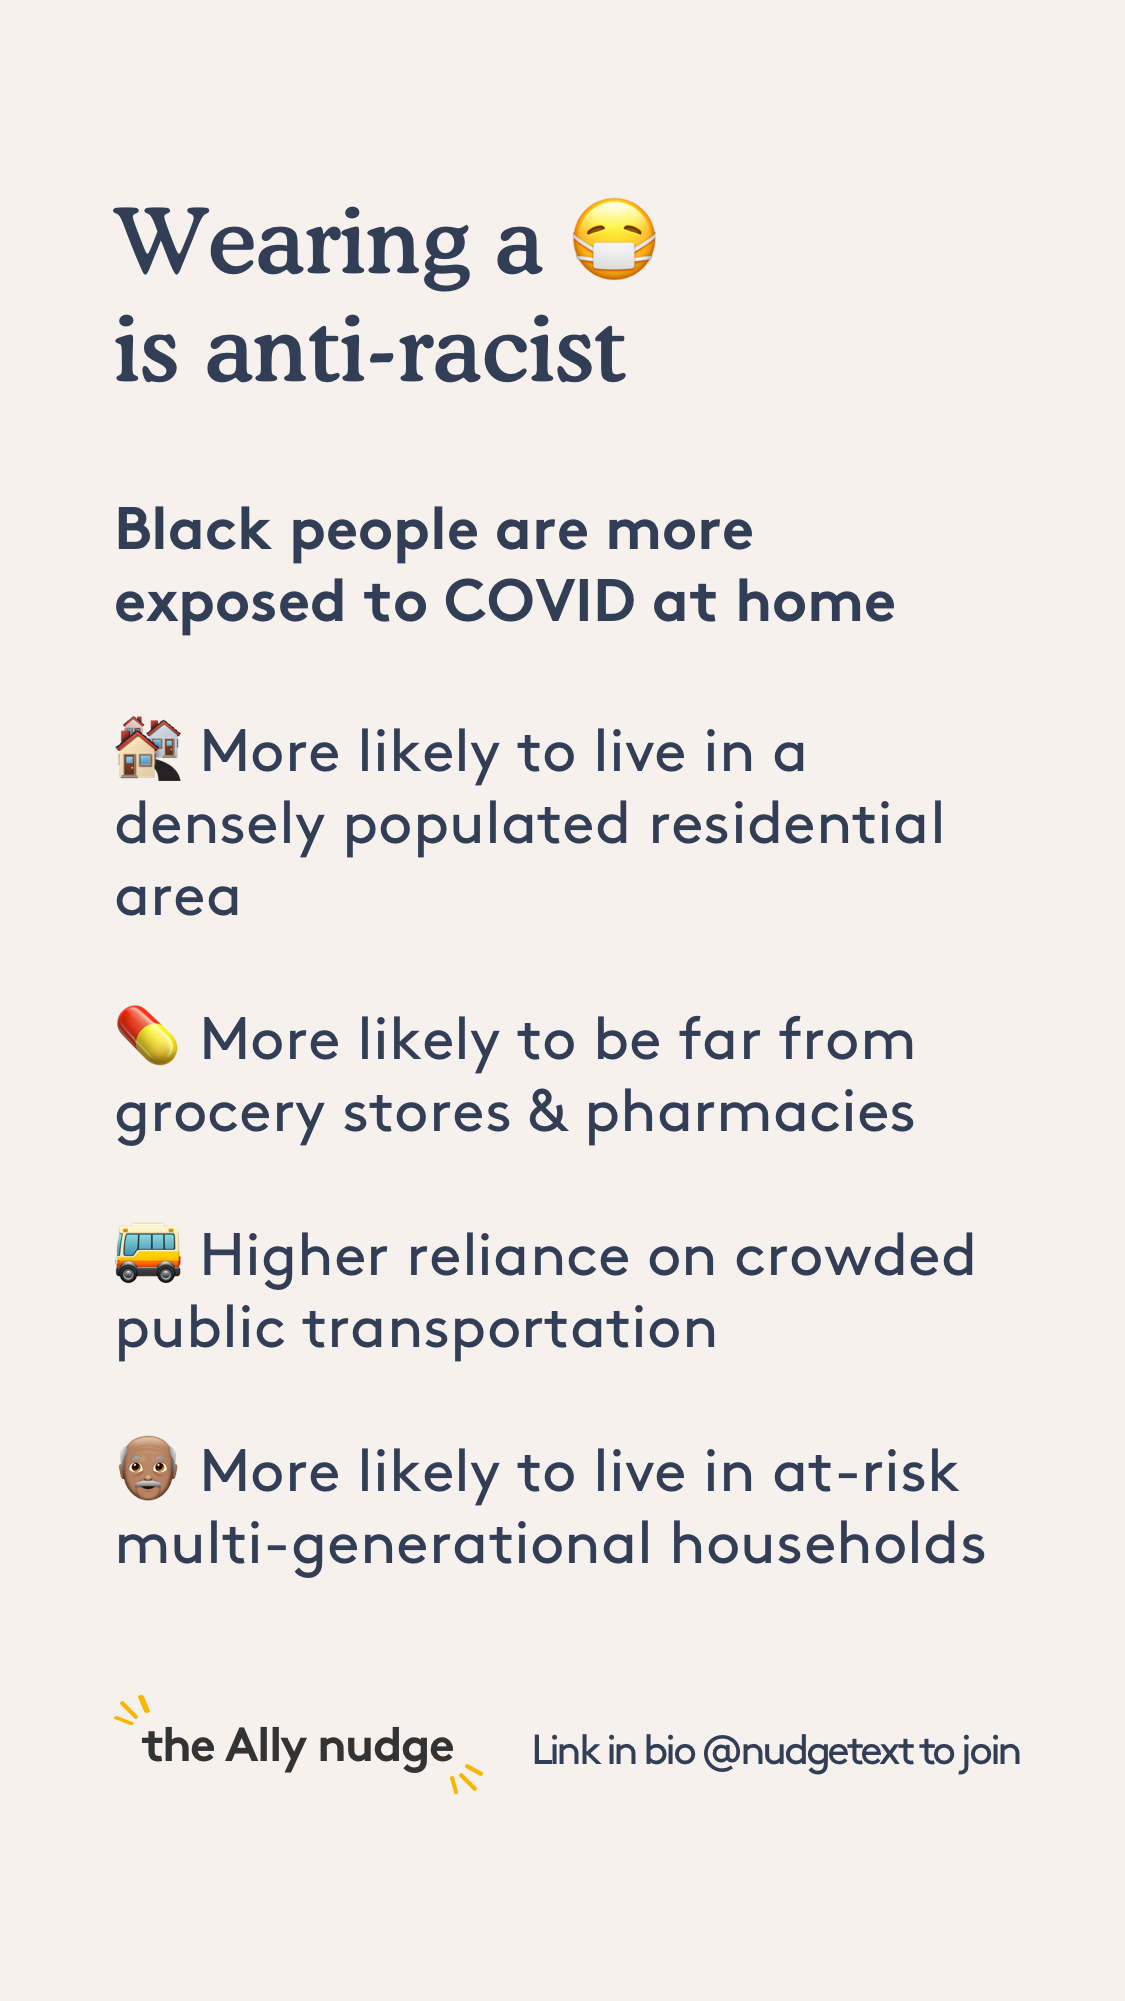 Wearing a 😷
is anti-racist
Black people are more
exposed to COVID at home
🏘️ More likely to live in a
densely populated residential
area
💊 More likely to be far from
grocery stores & pharmacies
🚌 Higher reliance on crowded
public transportation
👴🏽 More likely to live in at-risk
multi-generational households
the Ally nudge
Link in bio @nudgetext to join